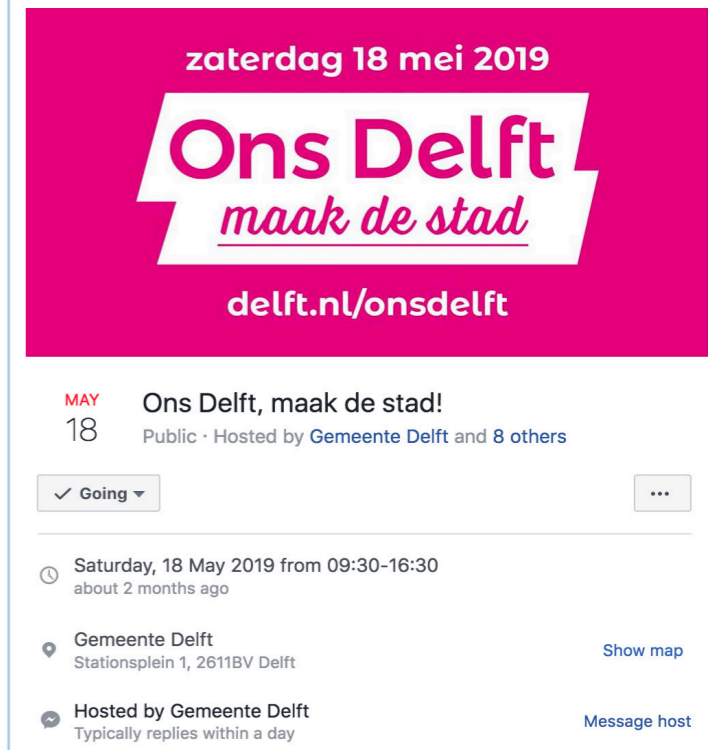 zaterdag 18 mei 2019
Ons Delft
maak de stad
delft.nl/onsdelft
MAY
18
Ons Delft, maak de stad!
Public · Hosted by Gemeente Delft and 8 others
Going
Saturday, 18 May 2019 from 09:30-16:30
about 2 months ago
Gemeente Delft
Stationsplein 1, 2611BV Delft
Show map
Hosted by Gemeente Delft
Typically replies within a day
Message host